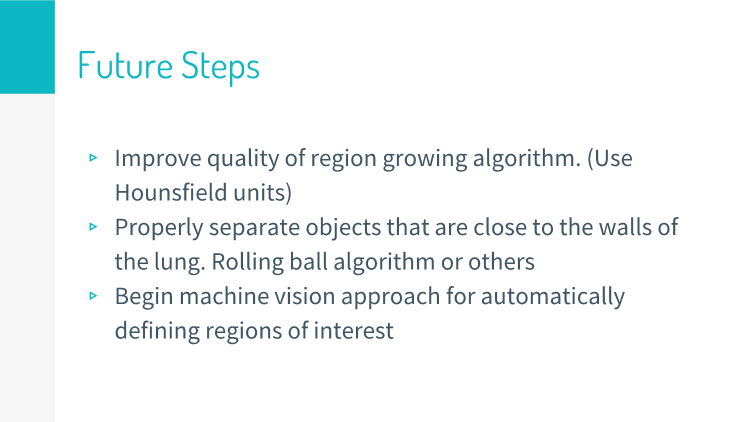 Future Steps
Improve quality of region growing algorithm. (Use
Hounsfield units)
Properly separate objects that are close to the walls of
the lung. Rolling ball algorithm or others
Begin machine vision approach for automatically
defining regions of interest